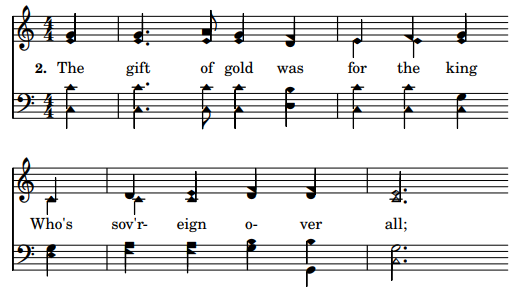 2. The gift of gold was for the king
Who's sov'r- eign o- ver all;